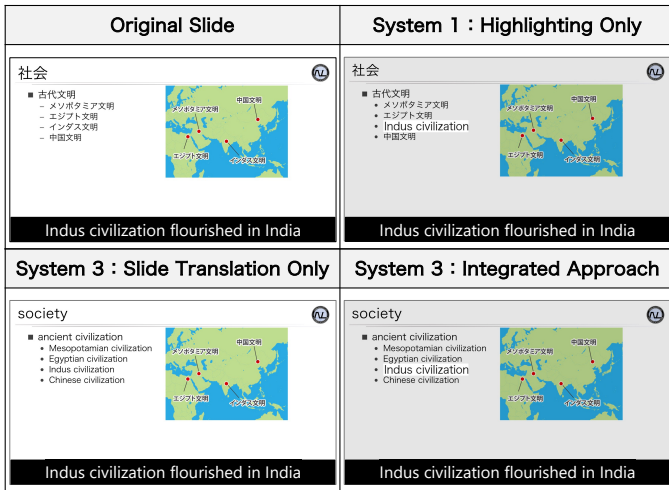 Original Slide
System 1：Highlighting Only
社会
■ 古代文明
– メソポタミア文明
– エジプト文明
– インダス文明
– 中国文明
中国文明
メソポタミア文明
エジプト文明
インダス文明
Indus civilization flourished in India
社会
■ 古代文明
• メソポタミア文明
• エジプト文明
• Indus civilization
• 中国文明
中国文明
メソポタミア文明
エジプト文明
インダス文明
Indus civilization flourished in India
System 3：Slide Translation Only
System 3：Integrated Approach
society
■ ancient civilization
• Mesopotamian civilization
• Egyptian civilization
• Indus civilization
• Chinese civilization
中国文明
メソポタミア文明
エジプト文明
インダス文明
Indus civilization flourished in India
society
■ ancient civilization
• Mesopotamian civilization
• Egyptian civilization
• Indus civilization
• Chinese civilization
中国文明
メソポタミア文明
エジプト文明
インダス文明
Indus civilization flourished in India